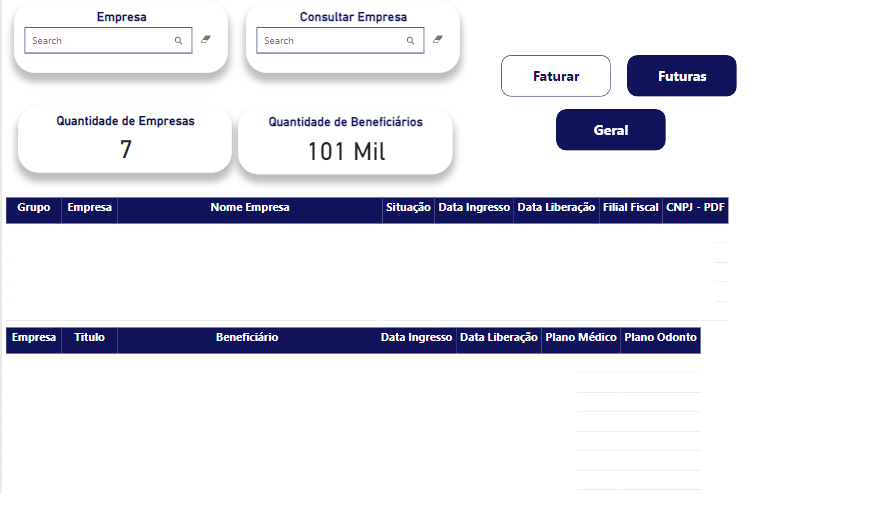 Empresa
Search
Consultar Empresa
Search
Faturar
Futuras
Geral
Quantidade de Empresas
7
Quantidade de Beneficiários
101 Mil
Grupo Empresa Nome Empresa Situação Data Ingresso Data Liberação Filial Fiscal CNPJ - PDF
Empresa Titulo Beneficiário Data Ingresso Data Liberação Plano Médico Plano Odonto